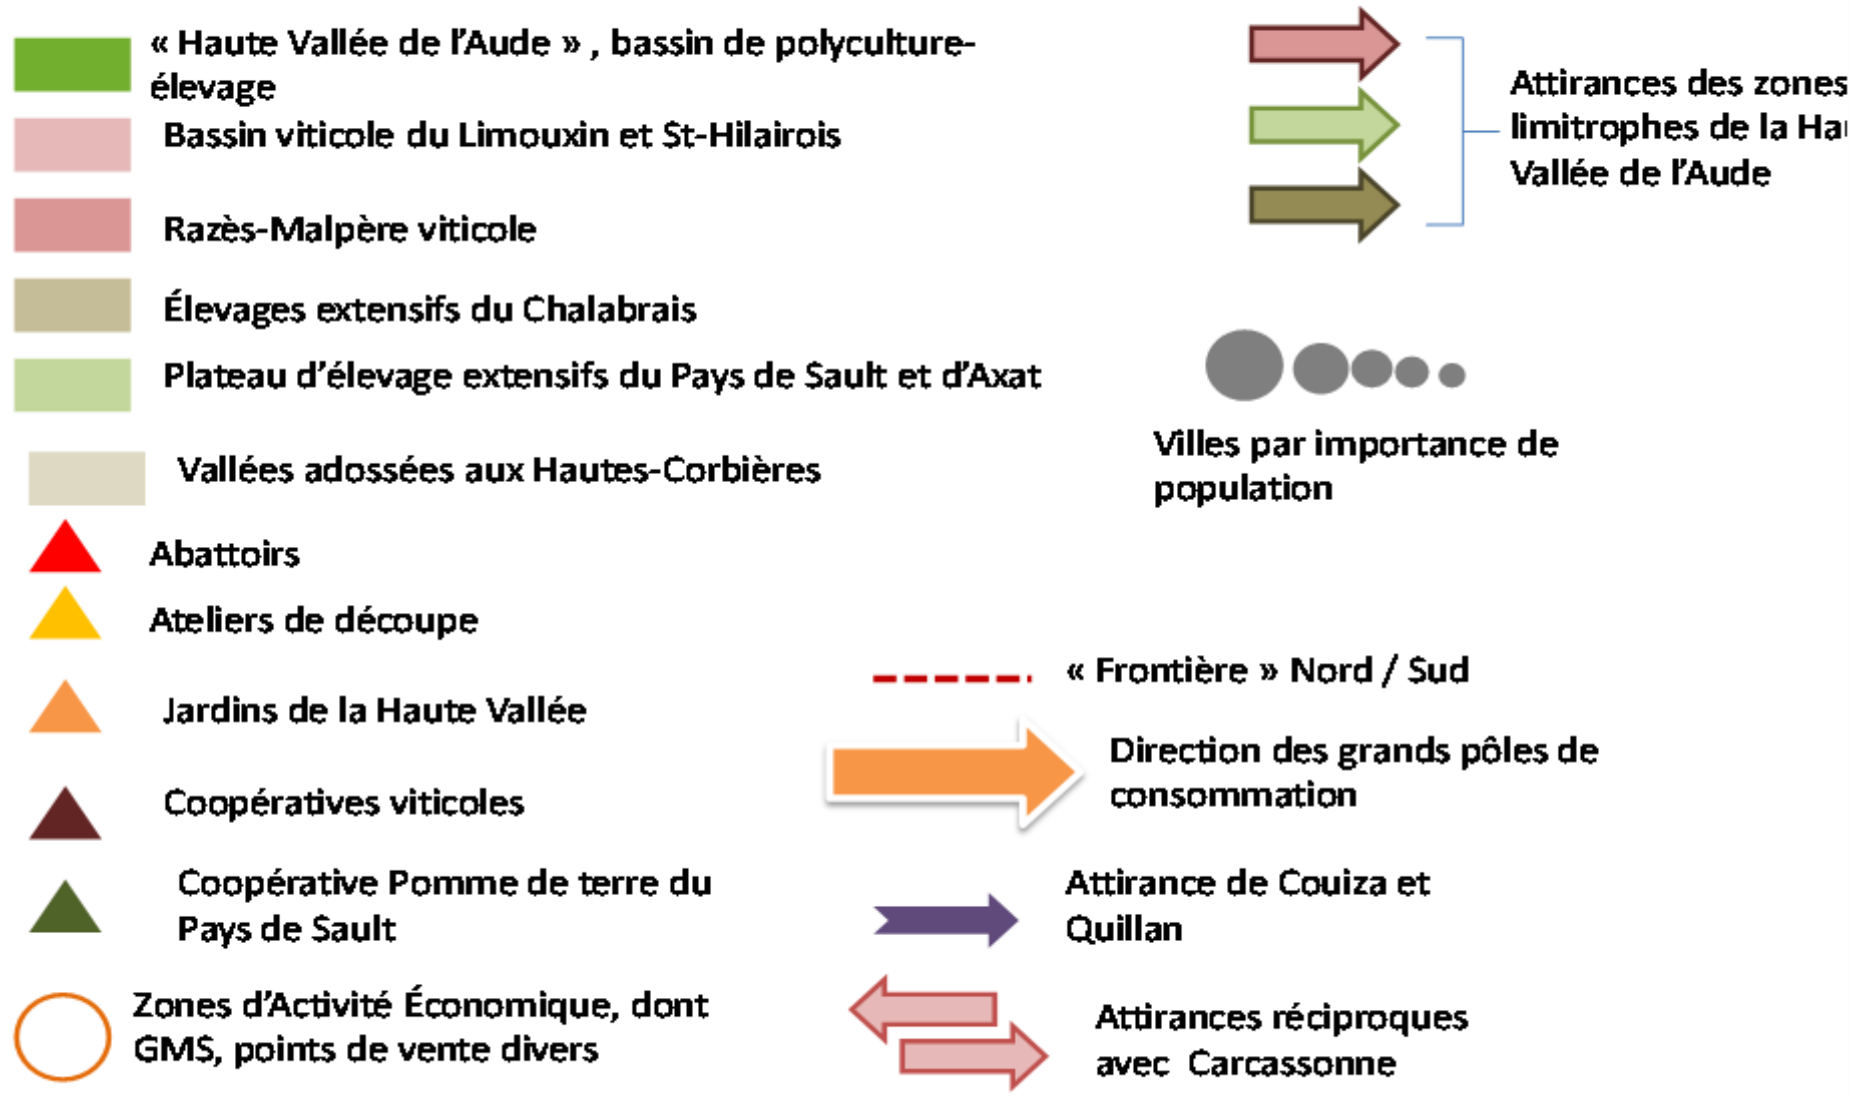 « Haute Vallée de l'Aude » , bassin de polyculture-
élevage
Bassin viticole du Limouxin et St-Hilairois
Razès-Malpère viticole
Élevages extensifs du Chalabrais
Plateau d'élevage extensifs du Pays de Sault et d'Axat
Vallées adossées aux Hautes-Corbières
Abattoirs
Ateliers de découpe
Jardins de la Haute Vallée
Coopératives viticoles
Coopérative Pomme de terre du
Pays de Sault
Zones d'Activité Économique, dont
GMS, points de vente divers
Attirances des zones
limitrophes de la
Vallée de l'Aude
Villes par importance de
population
« Frontière » Nord / Sud
Direction des grands pôles de
consommation
Attirance de Couiza et
Quillan
Attirances réciproques
avec Carcassonne